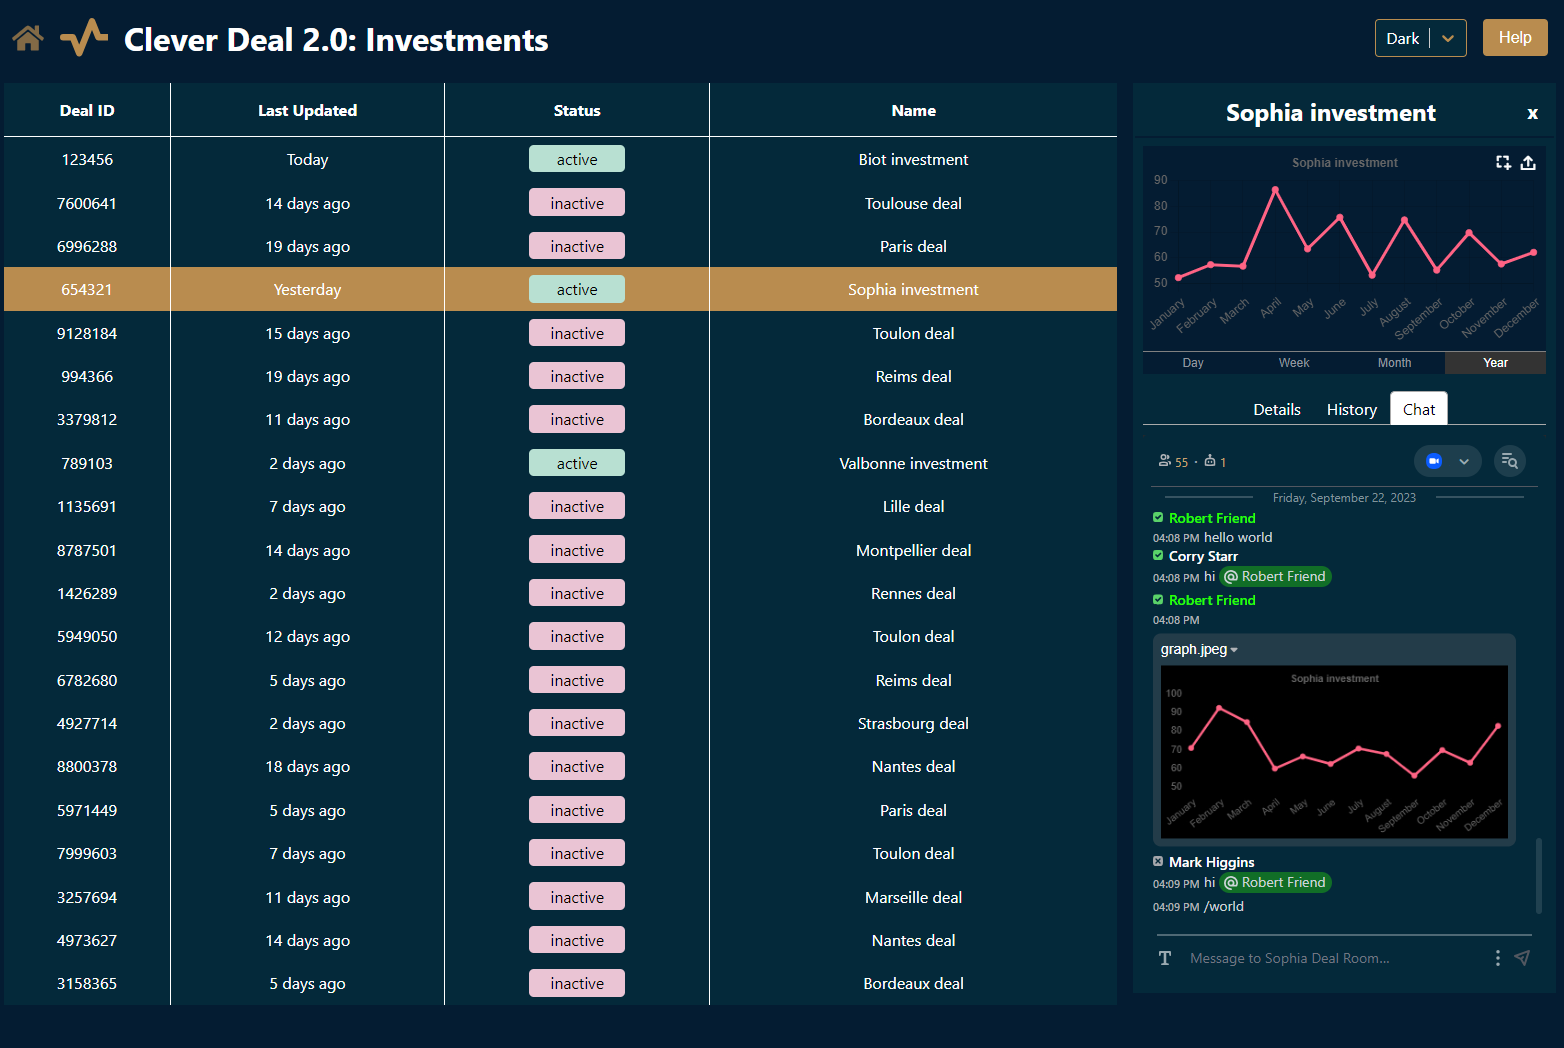 Clever Deal 2.0: Investments
Dark
Help
Deal ID Last Updated Status Name
123456 Today active Biot investment
7600641 14 days ago inactive Toulouse deal
6996288 19 days ago inactive Paris deal
654321 Yesterday active Sophia investment
9128184 15 days ago inactive Toulon deal
994366 19 days ago inactive Reims deal
3379812 11 days ago inactive Bordeaux deal
789103 2 days ago active Valbonne investment
1135691 7 days ago inactive Lille deal
8787501 14 days ago inactive Montpellier deal
1426289 2 days ago inactive Rennes deal
5949050 12 days ago inactive Toulon deal
6782680 5 days ago inactive Reims deal
4927714 2 days ago inactive Strasbourg deal
8800378 18 days ago inactive Nantes deal
5971449 5 days ago inactive Paris deal
7999603 7 days ago inactive Toulon deal
3257694 11 days ago inactive Marseille deal
4973627 14 days ago inactive Nantes deal
3158365 5 days ago inactive Bordeaux deal
Sophia investment x
Sophia investment
90
80
70
60
50
January February March April May June July August September October November December
Day Week Month Year
Details History Chat
55 · 1
Friday, September 22, 2023
Robert Friend
04:08 PM hello world
Corry Starr
04:08 PM hi @ Robert Friend
Robert Friend
04:08 PM
graph.jpeg
Sophia investment
100
90
80
70
60
50
January February March April May June July August September October November December
Mark Higgins
04:09 PM hi @ Robert Friend
04:09 PM /world
T Message to Sophia Deal Room...